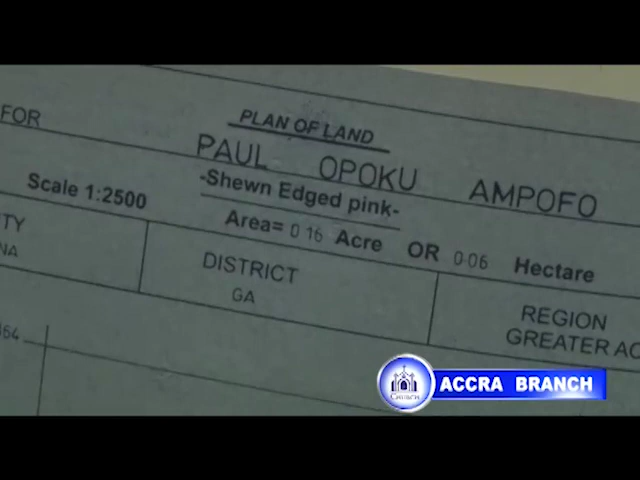 PLAN OF LAND
FOR PAUL OPOKU AMPOFO
-Shewn Edged pink-
Scale 1:2500 Area= 0.16 Acre OR 0.06 Hectare
DISTRICT
GA
REGION
GREATER AC
ACCRA BRANCH